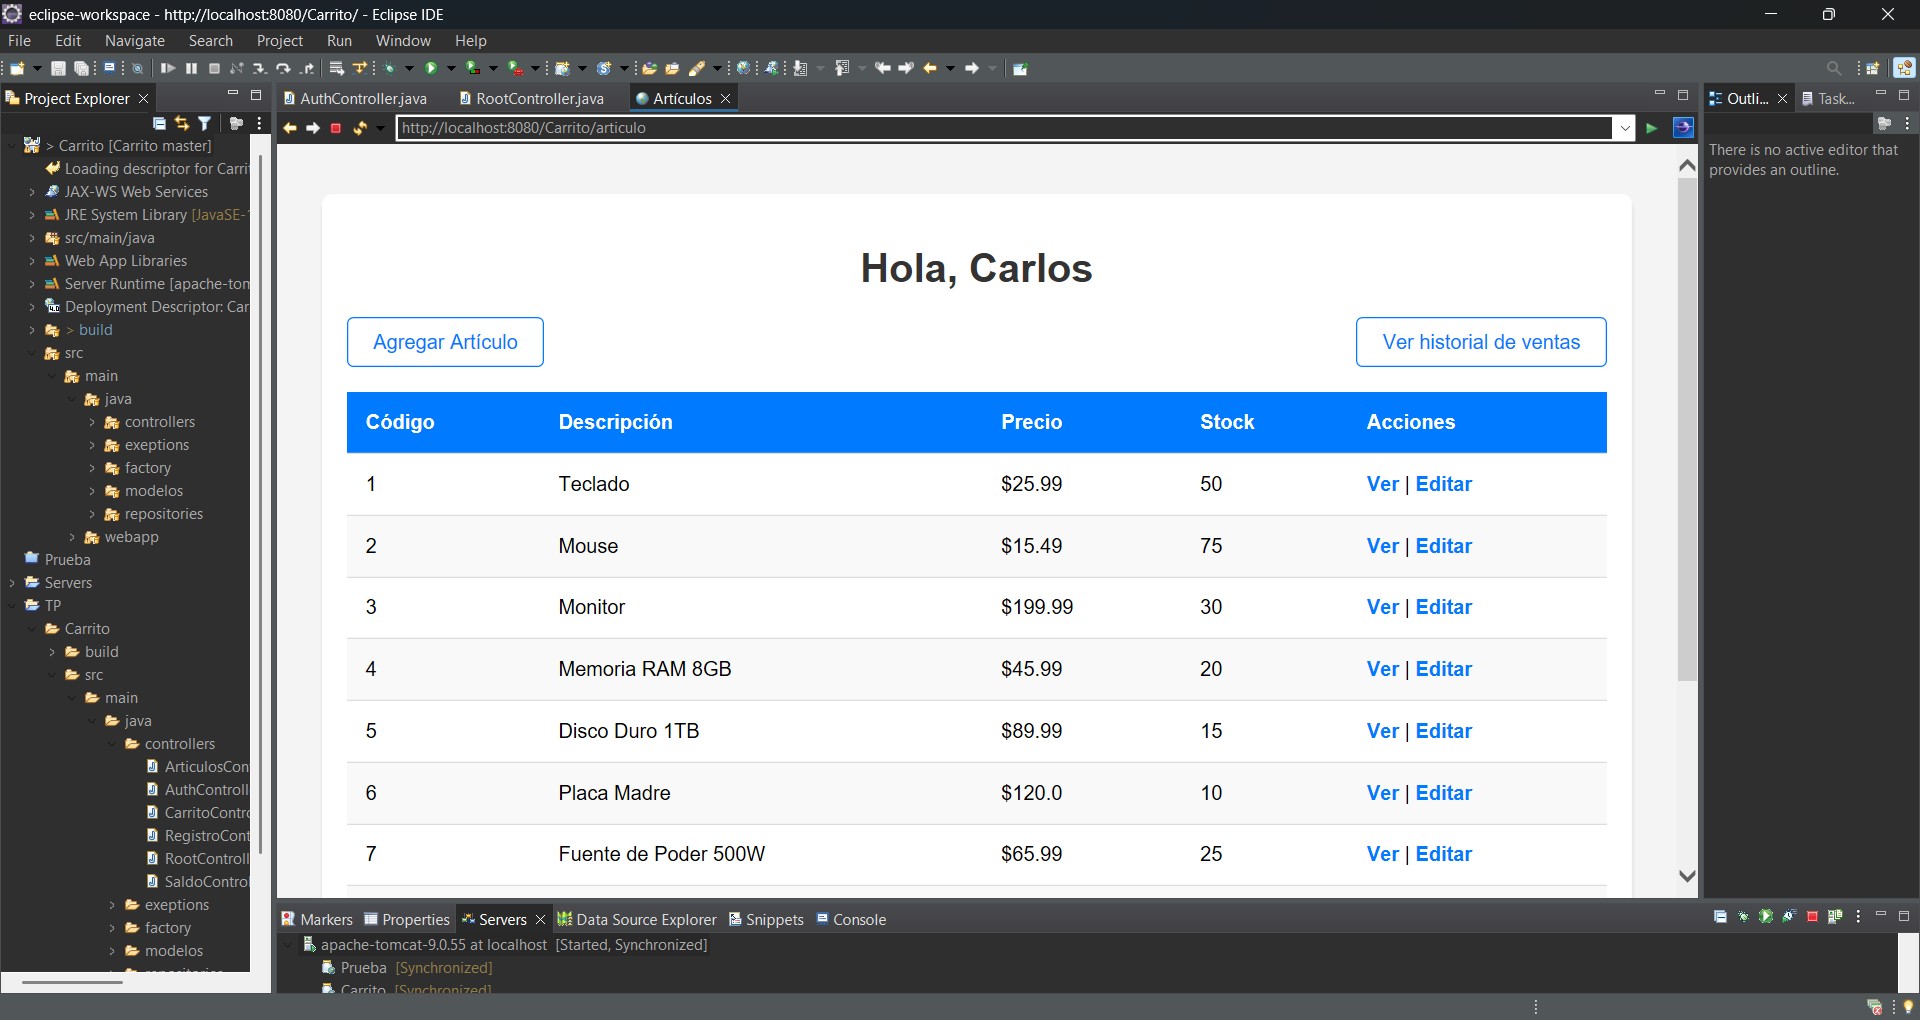 eclipse-workspace - http://localhost:8080/Carrito/ - Eclipse IDE
File Edit Navigate Search Project Run Window Help
Project Explorer
> Carrito [Carrito master]
Loading descriptor for Carri
JAX-WS Web Services
JRE System Library [JavaSE-
src/main/java
Web App Libraries
Server Runtime [apache-tom
Deployment Descriptor: Car
> build
src
main
java
controllers
exeptions
factory
modelos
repositories
webapp
Prueba
Servers
TP
Carrito
build
src
main
java
controllers
ArticulosCon
AuthControll
CarritoContro
RegistroCont
RootControll
SaldoControl
exeptions
factory
modelos
repositories
AuthController.java RootController.java Artículos
http://localhost:8080/Carrito/articulo
Hola, Carlos
Agregar Artículo Ver historial de ventas
Código Descripción Precio Stock Acciones
1 Teclado $25.99 50 Ver | Editar
2 Mouse $15.49 75 Ver | Editar
3 Monitor $199.99 30 Ver | Editar
4 Memoria RAM 8GB $45.99 20 Ver | Editar
5 Disco Duro 1TB $89.99 15 Ver | Editar
6 Placa Madre $120.0 10 Ver | Editar
7 Fuente de Poder 500W $65.99 25 Ver | Editar
Outli... Task...
There is no active editor that
provides an outline.
Markers Properties Servers Data Source Explorer Snippets Console
apache-tomcat-9.0.55 at localhost [Started, Synchronized]
Prueba [Synchronized]
Carrito [Synchronized]